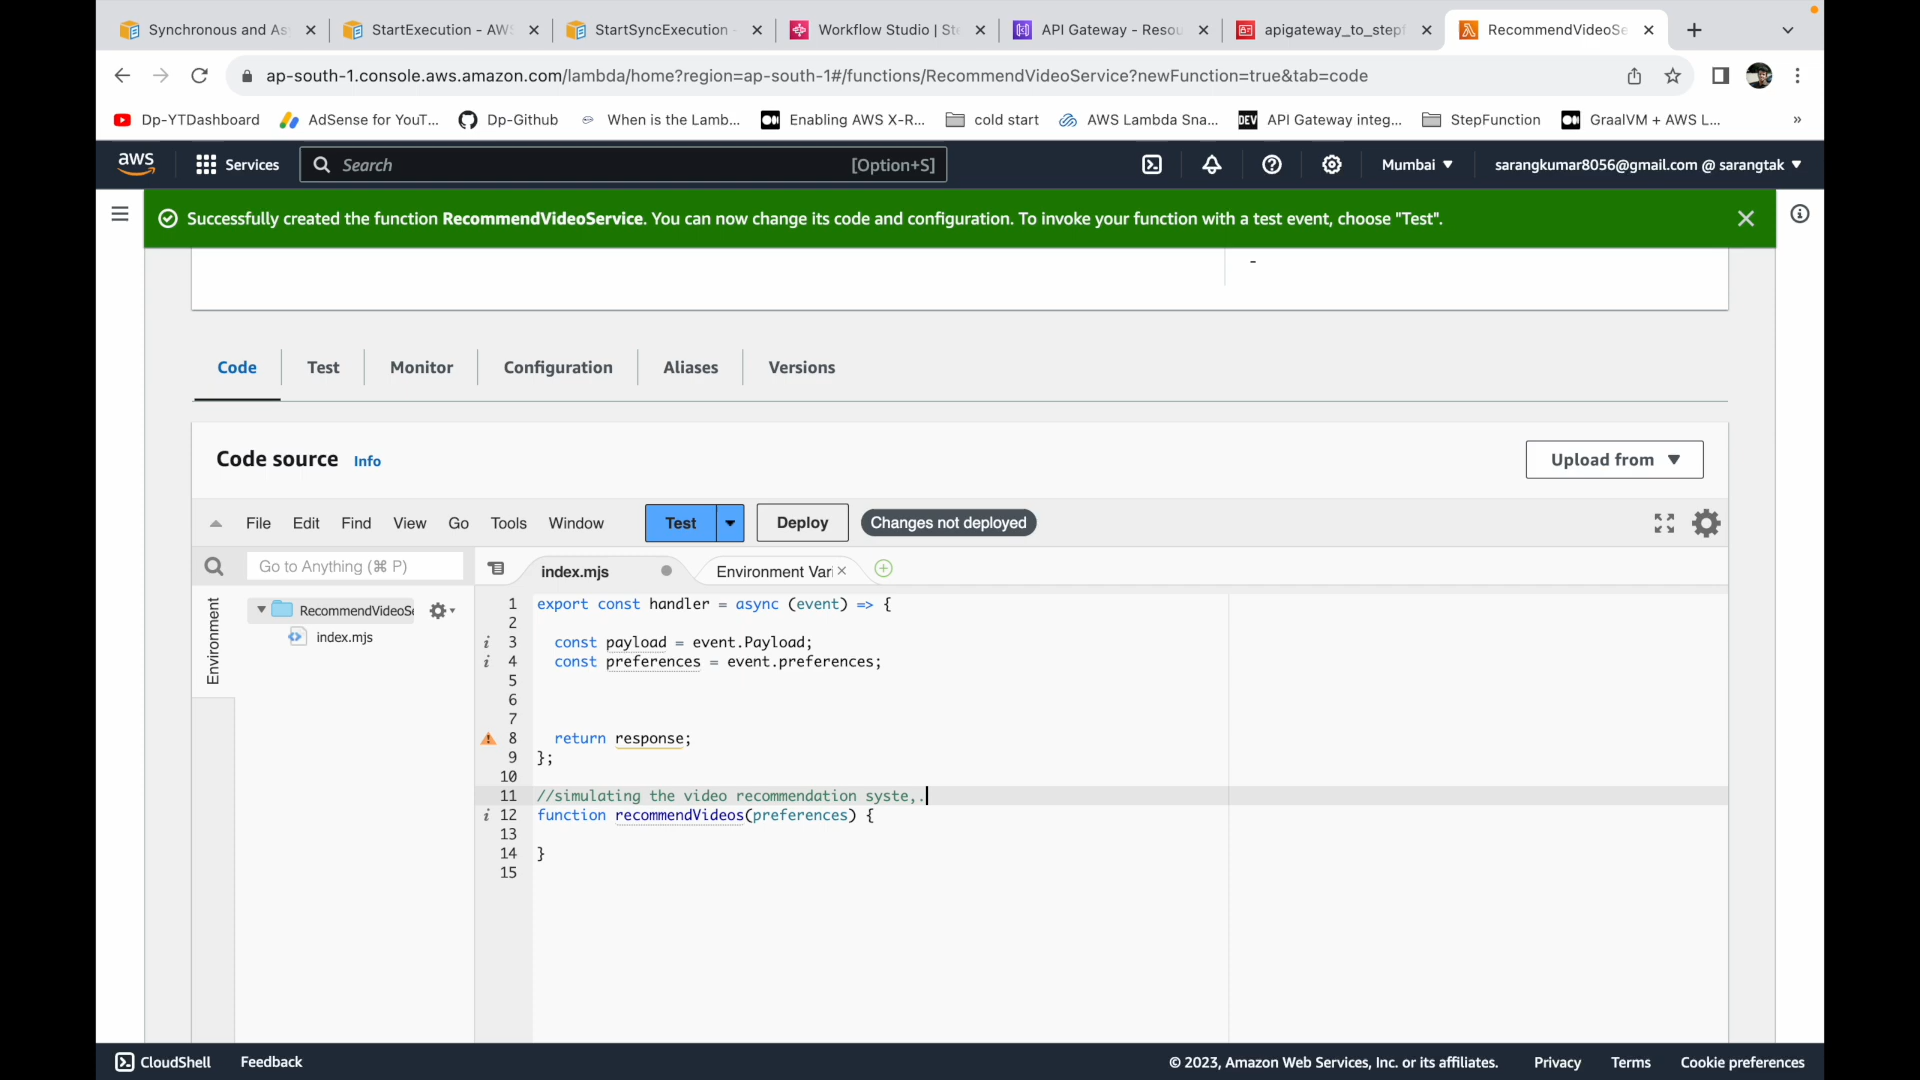 Synchronous and As
StartExecution - AWS
StartSyncExecution -
Workflow Studio | Ste
API Gateway - Resou
apigateway_to_stepf
RecommendVideoSe
ap-south-1.console.aws.amazon.com/lambda/home?region=ap-south-1#/functions/RecommendVideoService?newFunction=true&tab=code
Dp-YTDashboard
AdSense for YouT...
Dp-Github
When is the Lamb...
Enabling AWS X-R...
cold start
AWS Lambda Sna...
DEV
API Gateway integ...
StepFunction
GraalVM + AWS L...
»
aws
Services
Search
[Option+S]
Mumbai
sarangkumar8056@gmail.com @ sarangtak
Successfully created the function RecommendVideoService. You can now change its code and configuration. To invoke your function with a test event, choose "Test".
-
Code
Test
Monitor
Configuration
Aliases
Versions
Code source
Info
Upload from
File
Edit
Find
View
Go
Tools
Window
Test
Deploy
Changes not deployed
Go to Anything (⌘ P)
index.mjs
Environment Vari
Environment
RecommendVideoSe
index.mjs
1 export const handler = async (event) => {
2
3 const payload = event.Payload;
4 const preferences = event.preferences;
5
6
7
8 return response;
9 };
10
11 //simulating the video recommendation syste,.
12 function recommendVideos(preferences) {
13
14 }
15
CloudShell
Feedback
© 2023, Amazon Web Services, Inc. or its affiliates.
Privacy
Terms
Cookie preferences